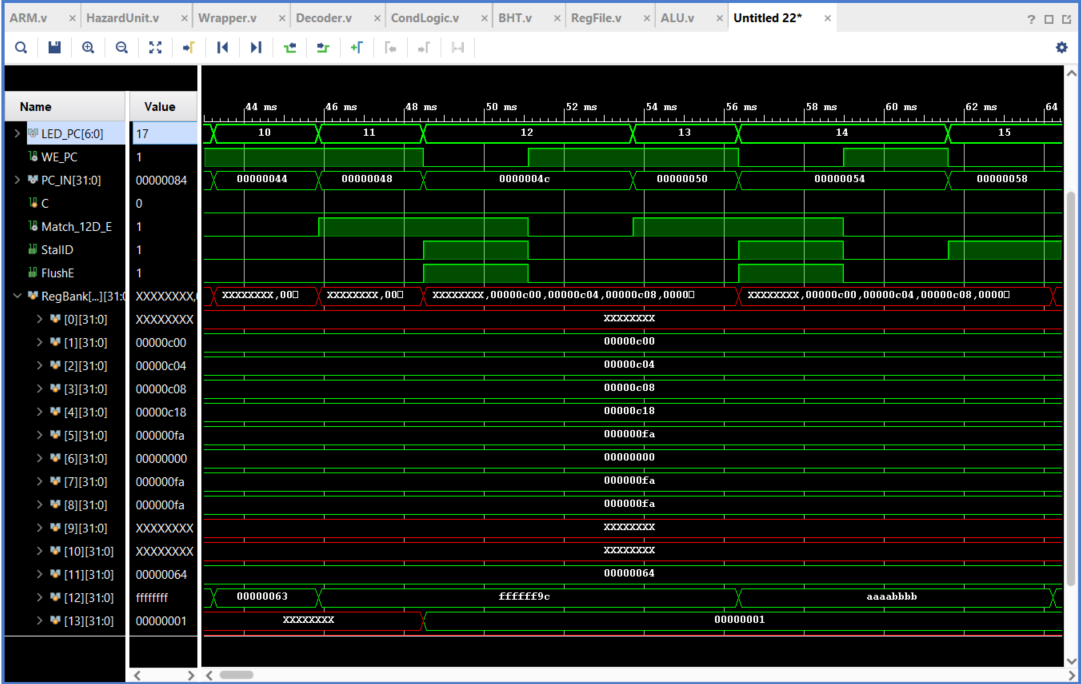 ARM.v × HazardUnit.v × Wrapper.v × Decoder.v × CondLogic.v × BHT.v × RegFile.v × ALU.v × Untitled 22* ×
Name Value 44 ms 46 ms 48 ms 50 ms 52 ms 54 ms 56 ms 58 ms 60 ms 62 ms 64
LED_PC[6:0] 17 10 11 12 13 14 15
WE_PC 1
PC_IN[31:0] 00000084 00000044 00000048 0000004c 00000050 00000054 00000058
C 0
Match_12D_E 1
StallD 1
FlushE 1
RegBank[...][31:0 XXXXXXXX, XXXXXXXX,00 XXXXXXXX,00 XXXXXXXX,00000c00,00000c04,00000c08,0000 XXXXXXXX,00000c00,00000c04,00000c08,0000
[0][31:0] XXXXXXXX XXXXXXXX
[1][31:0] 00000c00 00000c00
[2][31:0] 00000c04 00000c04
[3][31:0] 00000c08 00000c08
[4][31:0] 00000c18 00000c18
[5][31:0] 000000fa 000000fa
[6][31:0] 00000000 00000000
[7][31:0] 000000fa 000000fa
[8][31:0] 000000fa 000000fa
[9][31:0] XXXXXXXX XXXXXXXX
[10][31:0] XXXXXXXX XXXXXXXX
[11][31:0] 00000064 00000064
[12][31:0] ffffffff 00000063 ffffff9c aaaabbbb
[13][31:0] 00000001 XXXXXXXX 00000001